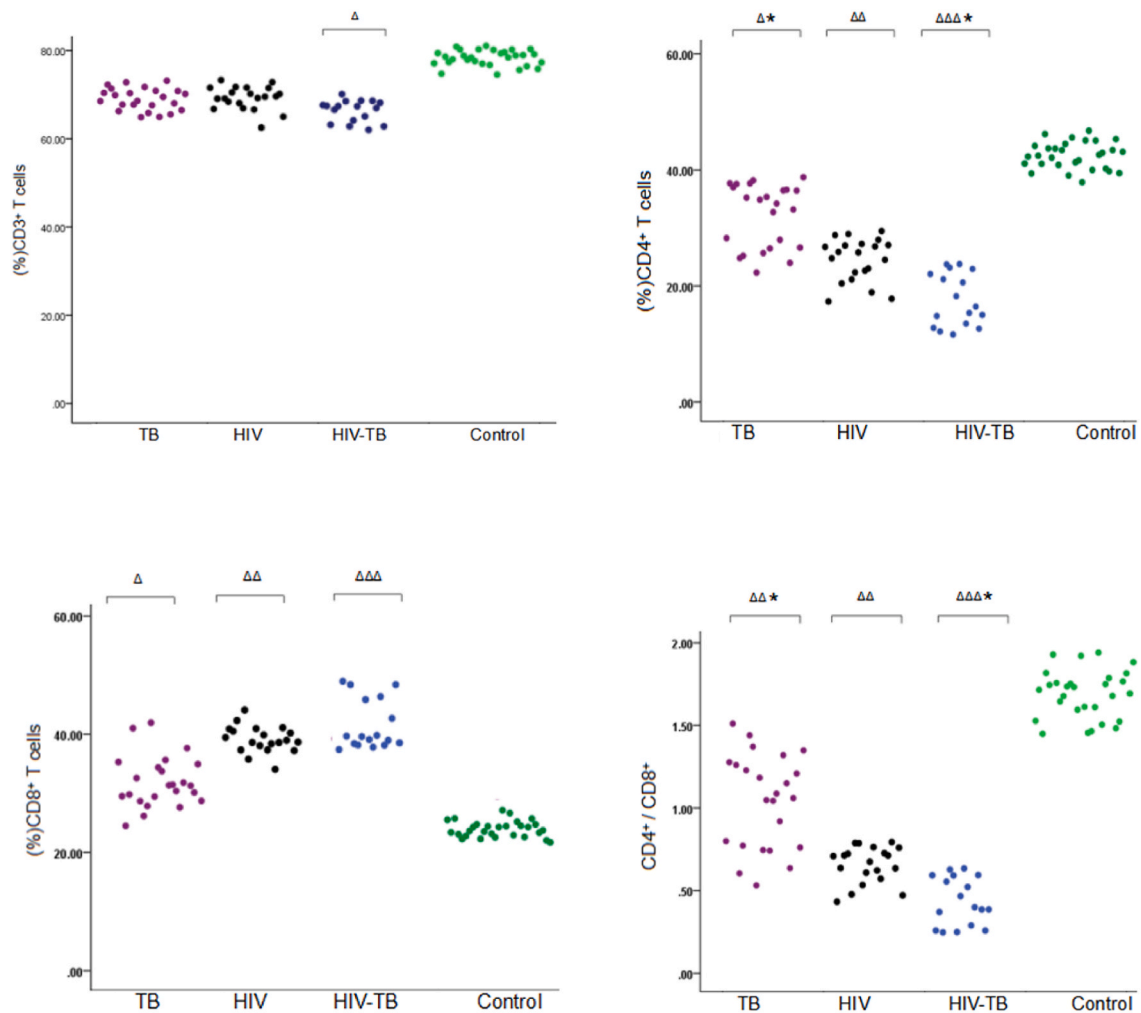 Δ
(%)CD3+ T cells
80.00
60.00
40.00
20.00
.00
TB HIV HIV-TB Control
Δ* ΔΔ ΔΔΔ*
(%)CD4+ T cells
60.00
40.00
20.00
.00
TB HIV HIV-TB Control
Δ ΔΔ ΔΔΔ
(%)CD8+ T cells
60.00
40.00
20.00
.00
TB HIV HIV-TB Control
ΔΔ* ΔΔ ΔΔΔ*
CD4+ / CD8+
2.00
1.50
1.00
.50
.00
TB HIV HIV-TB Control